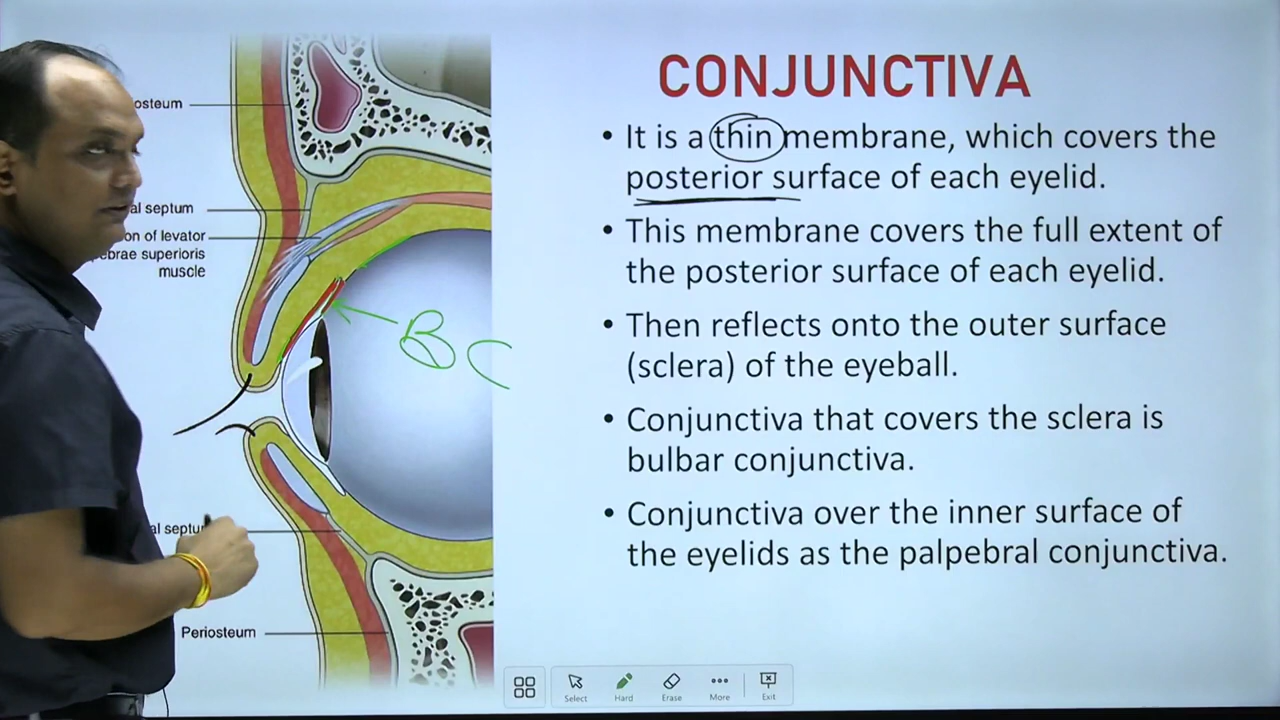 CONJUNCTIVA
• It is a thin membrane, which covers the
posterior surface of each eyelid.
• This membrane covers the full extent of
the posterior surface of each eyelid.
• Then reflects onto the outer surface
(sclera) of the eyeball.
• Conjunctiva that covers the sclera is
bulbar conjunctiva.
• Conjunctiva over the inner surface of
the eyelids as the palpebral conjunctiva.
osteum
al septum
on of levator
ebrae superioris
muscle
BC
al septu
Periosteum
Select
Hard
Erase
More
Exit